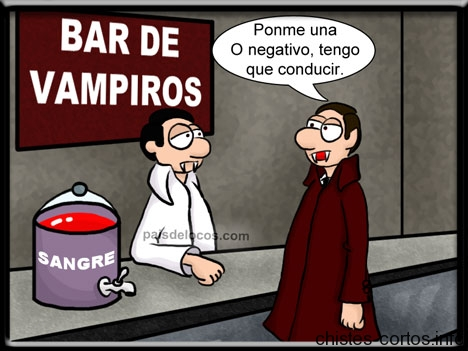 BAR DE
VAMPIROS
Ponme una
O negativo, tengo
que conducir.
paisdelocos.com
SANGRE
chistes-cortos.info